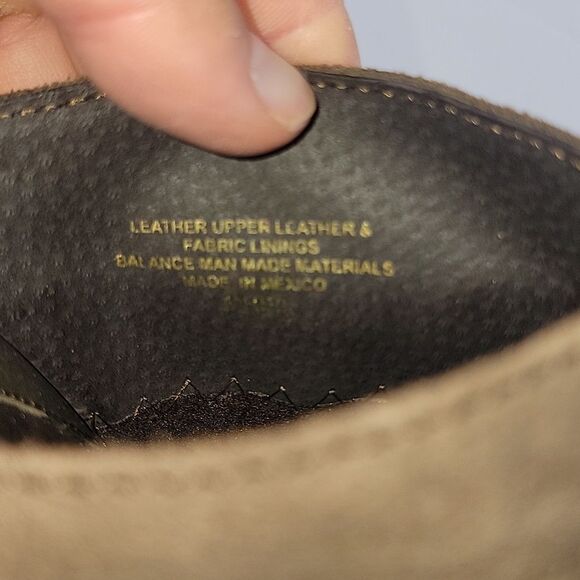 LEATHER UPPER LEATHER &
FABRIC LININGS
BALANCE MAN MADE MATERIALS
MADE IN MEXICO